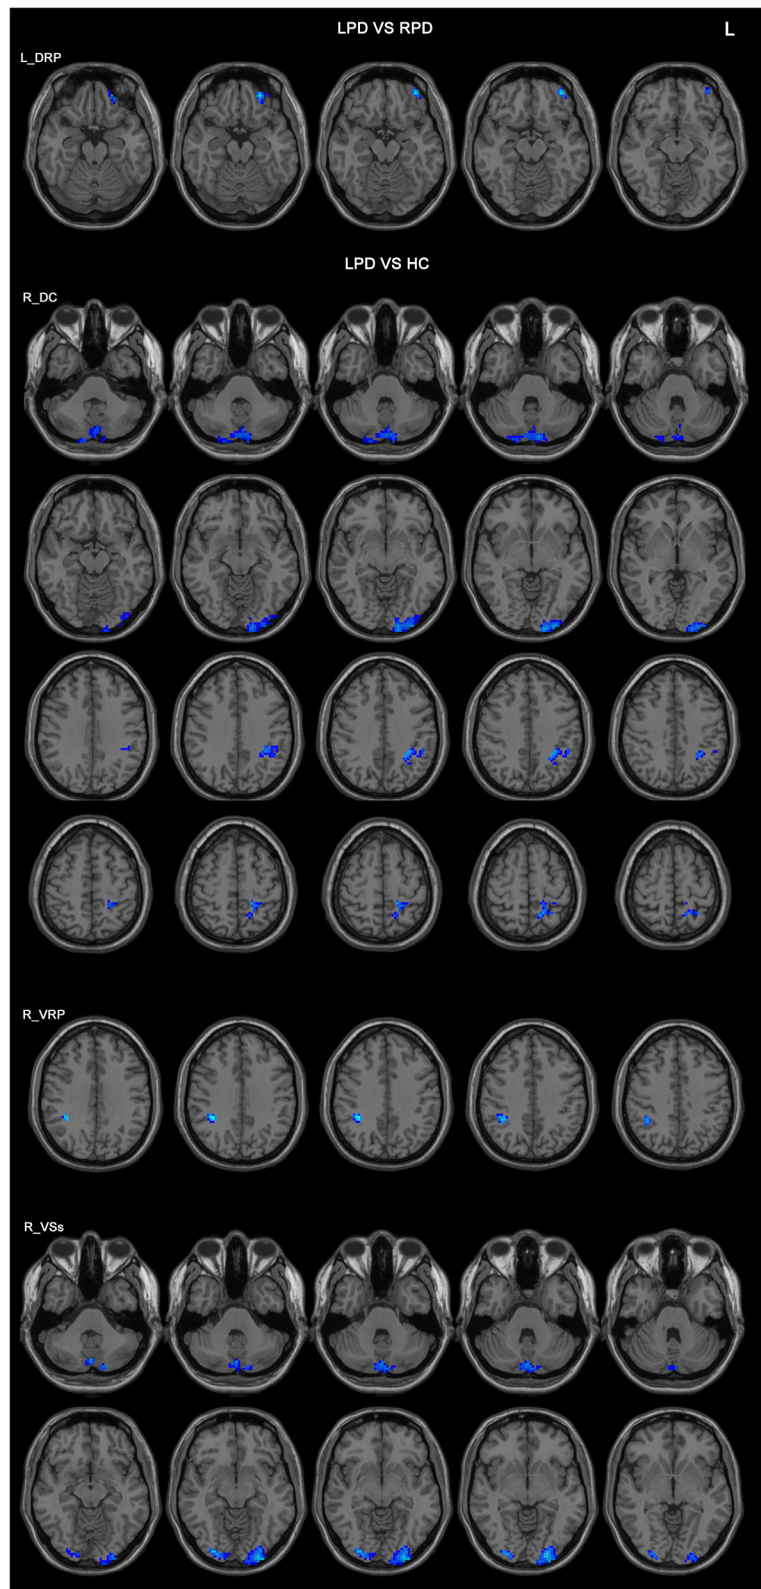 LPD VS RPD
L
L_DRP
LPD VS HC
R_DC
R_VRP
R_VSs